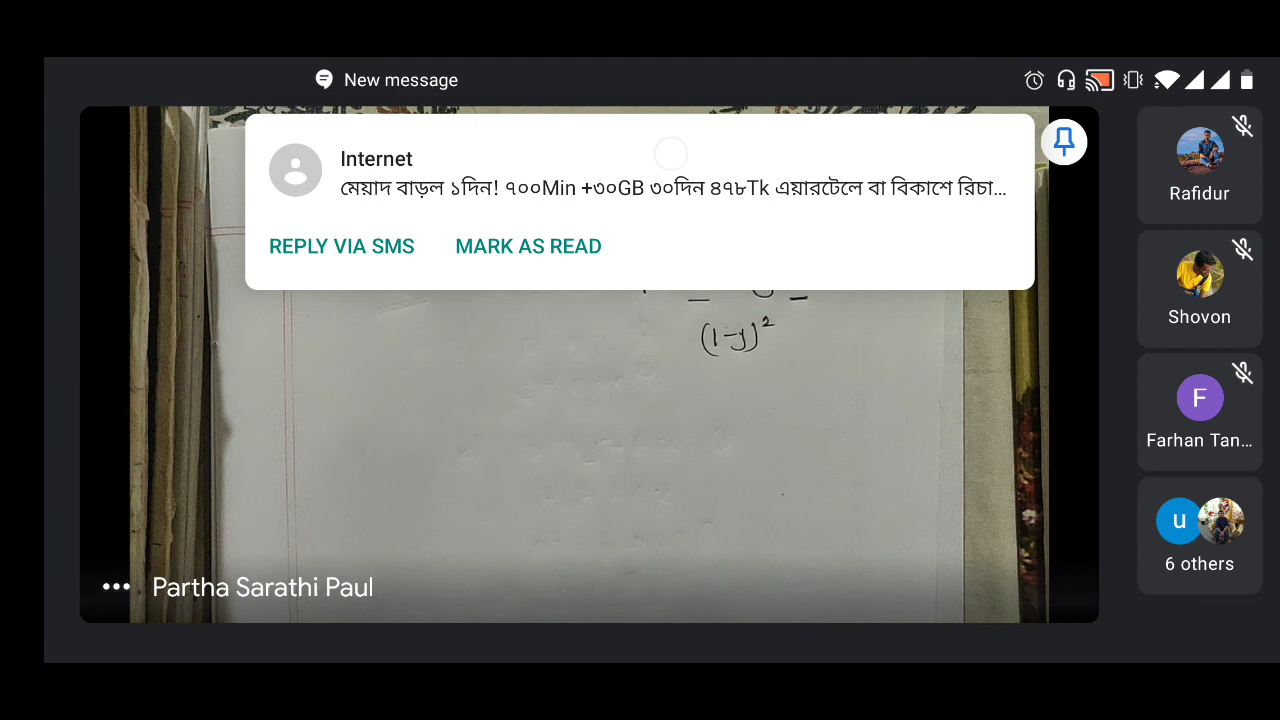 New message
Internet
মেয়াদ বাড়ল ১দিন! ৭০০Min +৩০GB ৩০দিন ৪৭৮Tk এয়ারটেলে বা বিকাশে রিচা...
REPLY VIA SMS MARK AS READ
(1-y)²
Rafidur
Shovon
F
Farhan Tan...
u
6 others
Partha Sarathi Paul